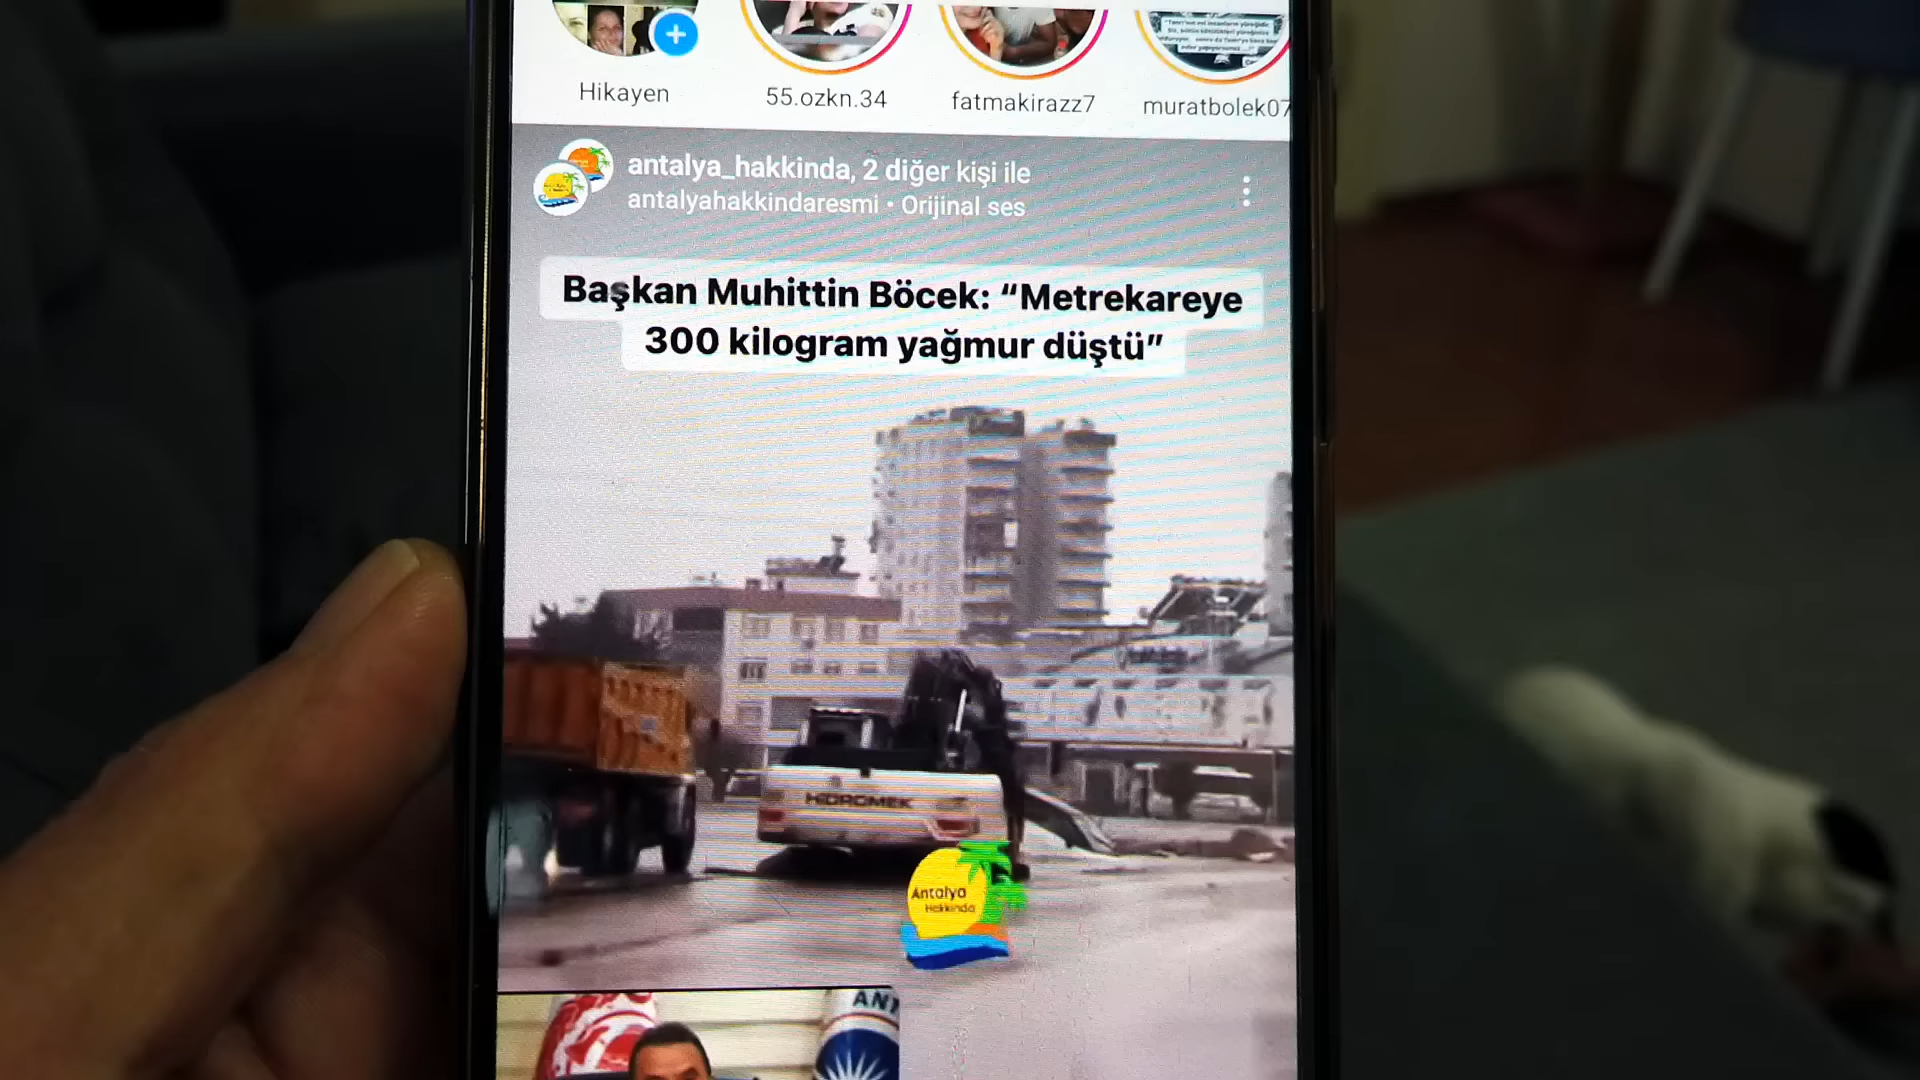 Hikayen
55.ozkn.34
fatmakirazz7
muratbolek07
antalya_hakkinda, 2 diğer kişi ile
antalyahakkindaresmi • Orijinal ses
Başkan Muhittin Böcek: “Metrekareye
300 kilogram yağmur düştü”
HİDROMEK
Antalya
Hakkında
ANT